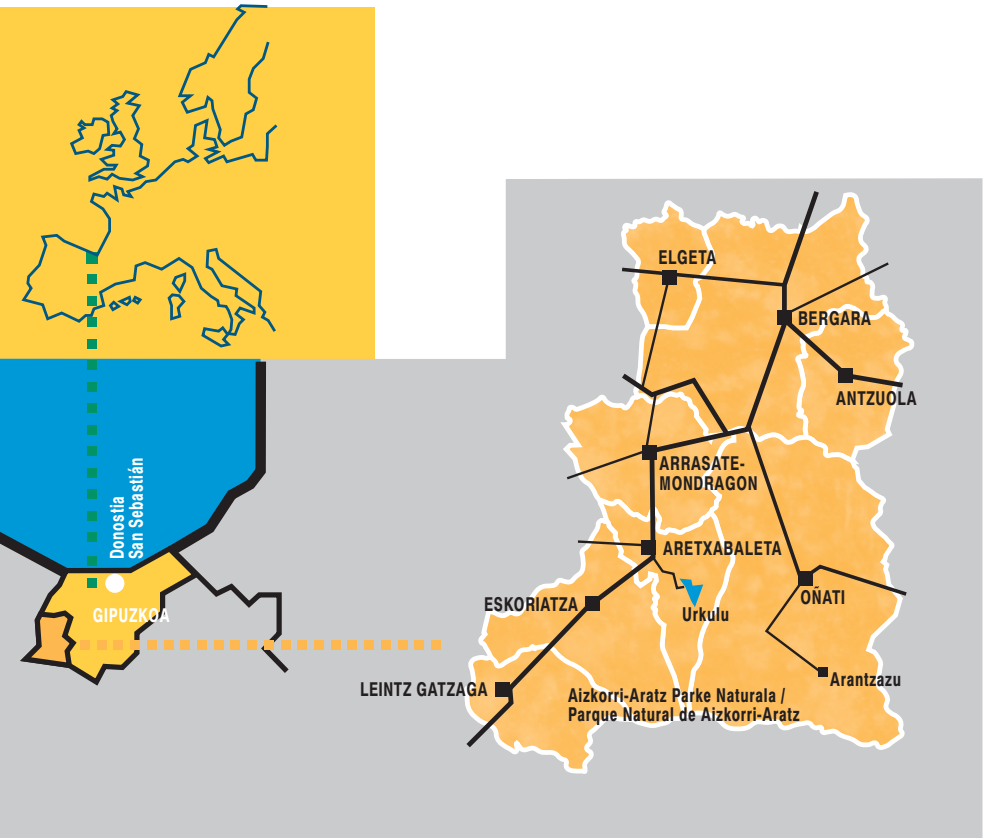 Donostia
San Sebastián
GIPUZKOA
ELGETA
BERGARA
ANTZUOLA
ARRASATE-
MONDRAGON
ARETXABALETA
ESKORIATZA
Urkulu
OÑATI
Arantzazu
LEINTZ GATZAGA
Aizkorri-Aratz Parke Naturala /
Parque Natural de Aizkorri-Aratz